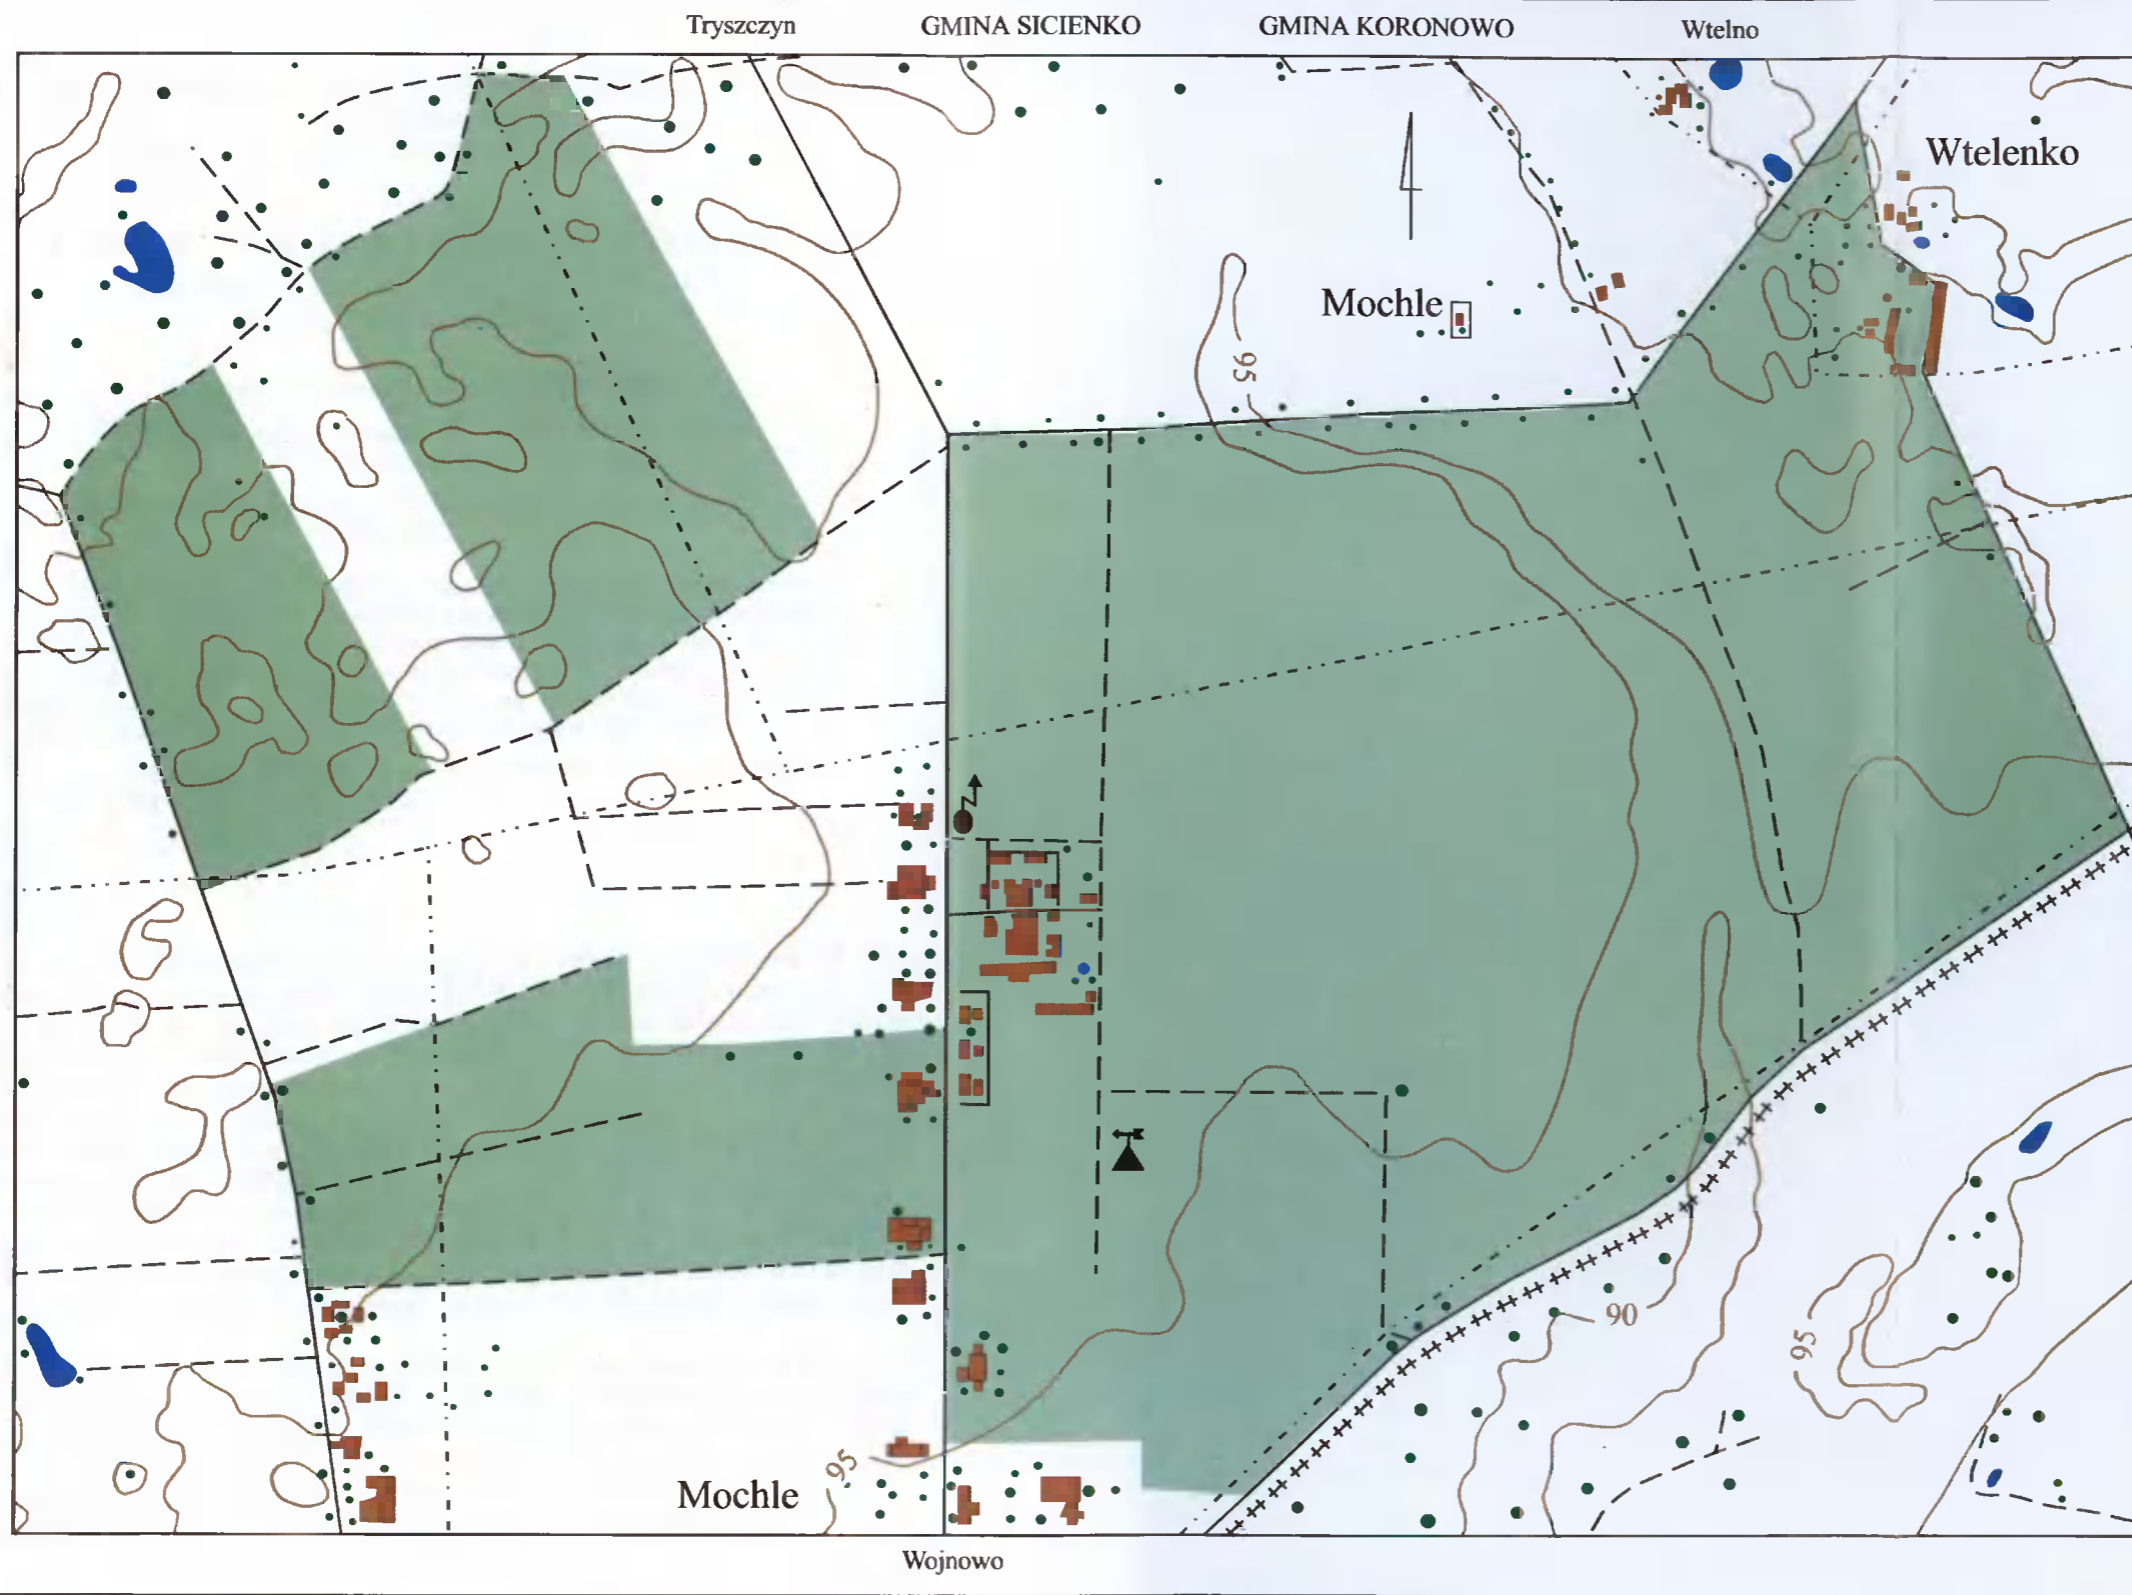 Tryszczyn GMINA SICIENKO GMINA KORONOWO Wtelno
Wtelenko
Mochle
95
90
95
95
Mochle
Wojnowo